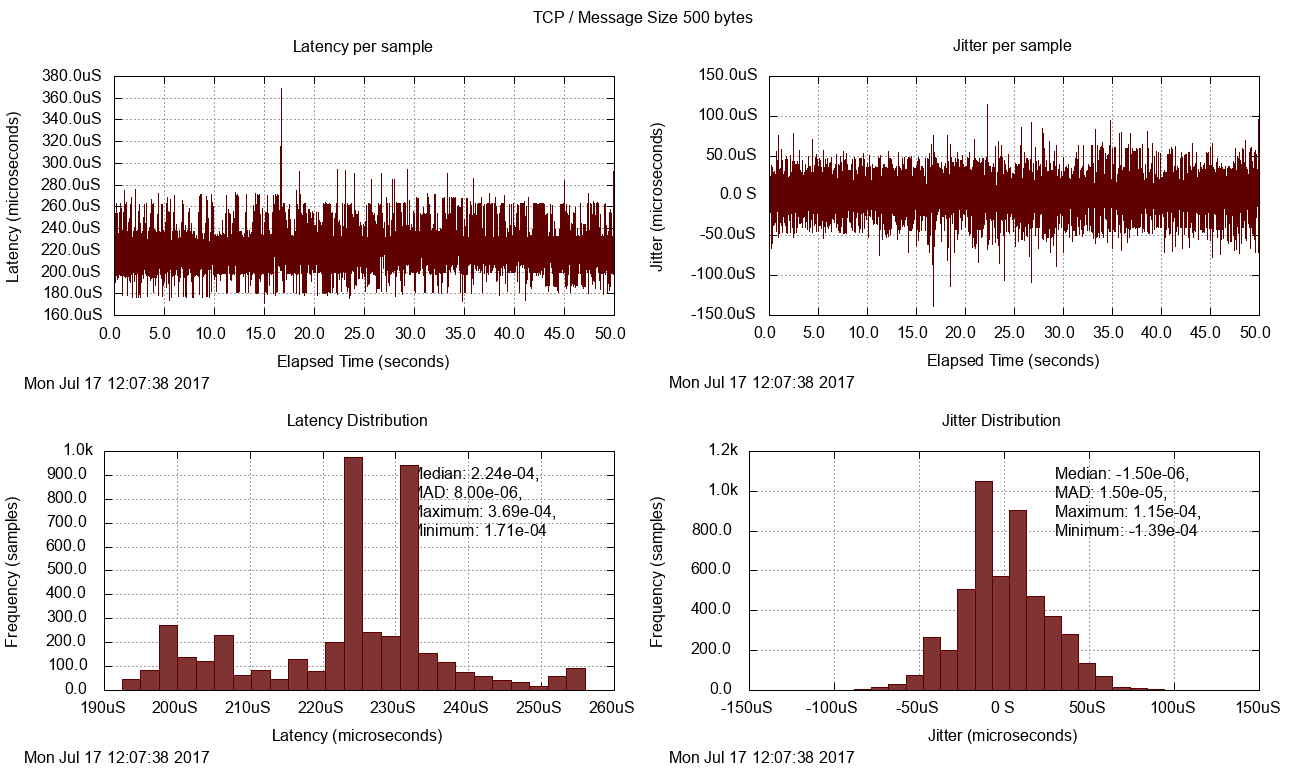 TCP / Message Size 500 bytes
Latency per sample
380.0uS
360.0uS
340.0uS
320.0uS
300.0uS
280.0uS
260.0uS
240.0uS
220.0uS
200.0uS
180.0uS
160.0uS
Latency (microseconds)
0.0 5.0 10.0 15.0 20.0 25.0 30.0 35.0 40.0 45.0 50.0
Elapsed Time (seconds)
Mon Jul 17 12:07:38 2017
Jitter per sample
150.0uS
100.0uS
50.0uS
0.0 S
-50.0uS
-100.0uS
-150.0uS
Jitter (microseconds)
0.0 5.0 10.0 15.0 20.0 25.0 30.0 35.0 40.0 45.0 50.0
Elapsed Time (seconds)
Mon Jul 17 12:07:38 2017
Latency Distribution
1.0k
900.0
800.0
700.0
600.0
500.0
400.0
300.0
200.0
100.0
0.0
Frequency (samples)
Median: 2.24e-04,
MAD: 8.00e-06,
Maximum: 3.69e-04,
Minimum: 1.71e-04
190uS 200uS 210uS 220uS 230uS 240uS 250uS 260uS
Latency (microseconds)
Mon Jul 17 12:07:38 2017
Jitter Distribution
1.2k
1.0k
800.0
600.0
400.0
200.0
0.0
Frequency (samples)
Median: -1.50e-06,
MAD: 1.50e-05,
Maximum: 1.15e-04,
Minimum: -1.39e-04
-150uS -100uS -50uS 0 S 50uS 100uS 150uS
Jitter (microseconds)
Mon Jul 17 12:07:38 2017